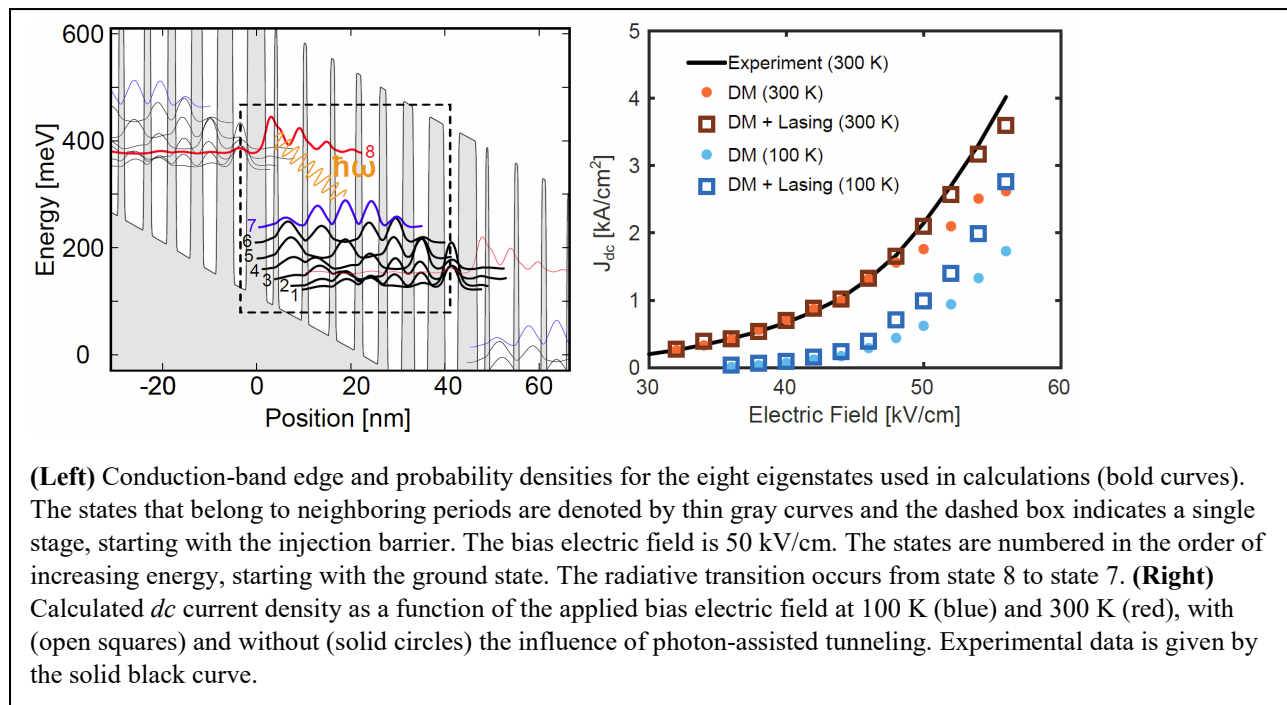 600
400
200
0
Energy [meV]
-20
0
20
40
60
Position [nm]
8
ħω
7
6
5
4
3
2
1
5
4
3
2
1
0
J_dc [kA/cm²]
30
40
50
60
Electric Field [kV/cm]
Experiment (300 K)
DM (300 K)
DM + Lasing (300 K)
DM (100 K)
DM + Lasing (100 K)
(Left) Conduction-band edge and probability densities for the eight eigenstates used in calculations (bold curves).
The states that belong to neighboring periods are denoted by thin gray curves and the dashed box indicates a single
stage, starting with the injection barrier. The bias electric field is 50 kV/cm. The states are numbered in the order of
increasing energy, starting with the ground state. The radiative transition occurs from state 8 to state 7. (Right)
Calculated dc current density as a function of the applied bias electric field at 100 K (blue) and 300 K (red), with
(open squares) and without (solid circles) the influence of photon-assisted tunneling. Experimental data is given by
the solid black curve.